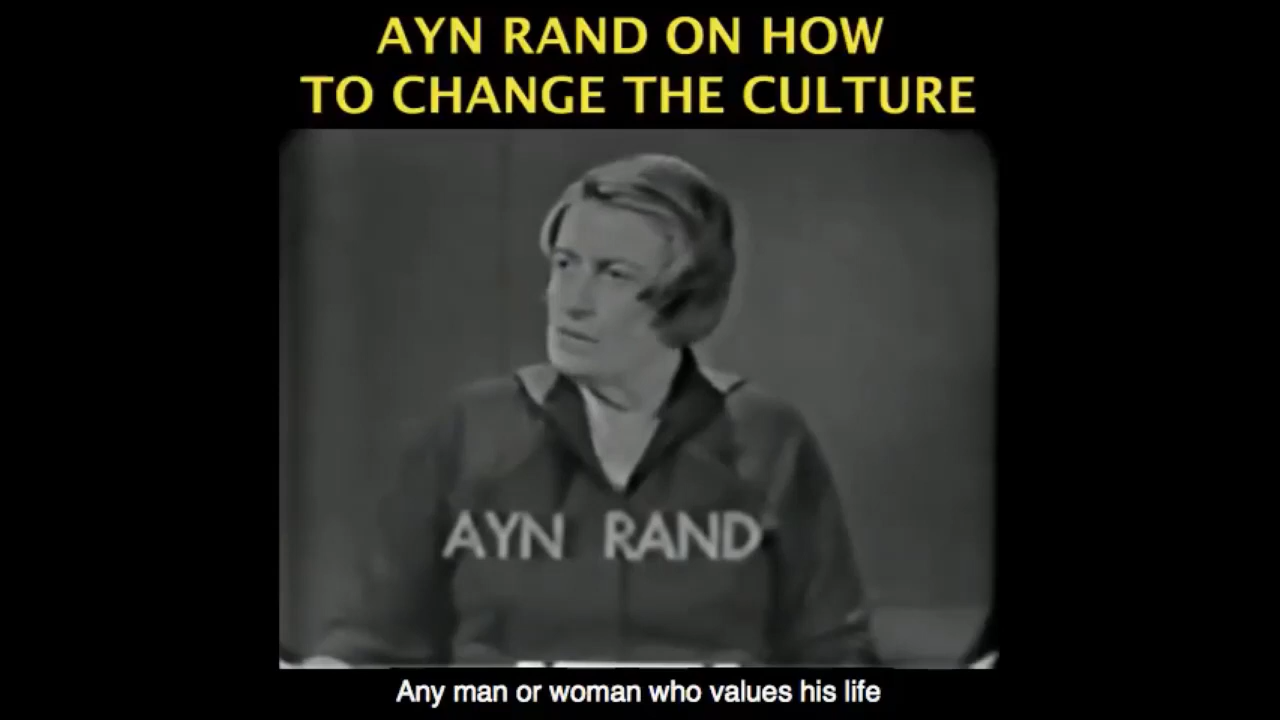 AYN RAND ON HOW
TO CHANGE THE CULTURE
AYN RAND
Any man or woman who values his life